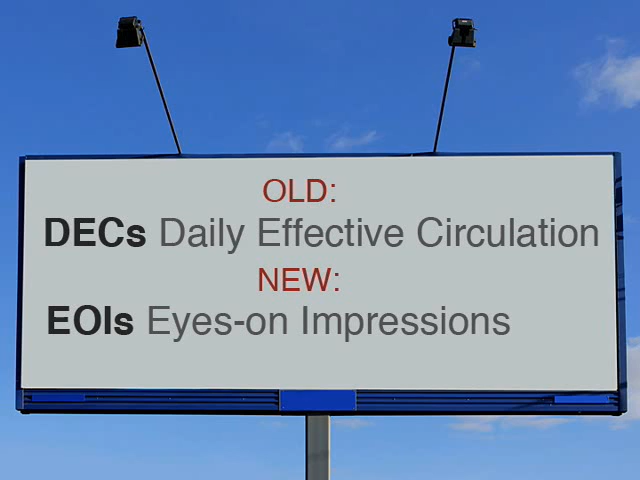 OLD:
DECs Daily Effective Circulation
NEW:
EOIs Eyes-on Impressions